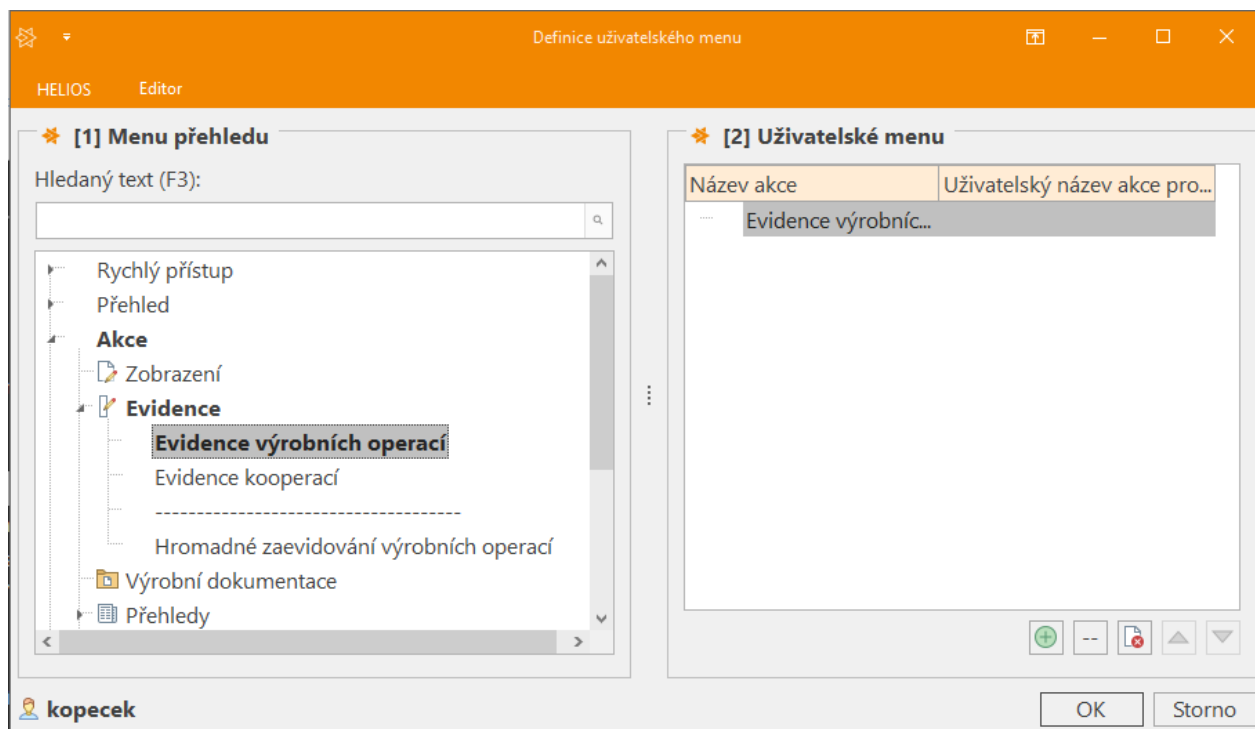 Definice uživatelského menu
HELIOS Editor
[1] Menu přehledu
Hledaný text (F3):
Rychlý přístup
Přehled
Akce
Zobrazení
Evidence
Evidence výrobních operací
Evidence kooperací
-------------------------------------
Hromadné zaevidování výrobních operací
Výrobní dokumentace
Přehledy
[2] Uživatelské menu
Název akce Uživatelský název akce pro...
Evidence výrobníc...
--
kopecek
OK Storno